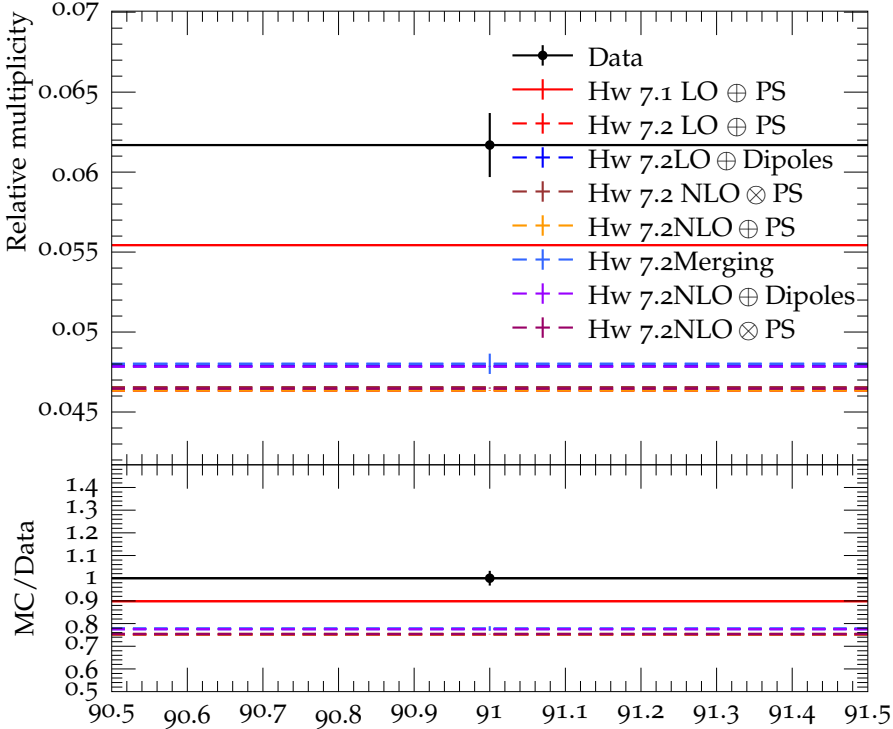 0.07
0.065
0.06
0.055
0.05
0.045
Relative multiplicity
Data
Hw 7.1 LO ⊕ PS
Hw 7.2 LO ⊕ PS
Hw 7.2LO ⊕ Dipoles
Hw 7.2 NLO ⊗ PS
Hw 7.2NLO ⊕ PS
Hw 7.2Merging
Hw 7.2NLO ⊕ Dipoles
Hw 7.2NLO ⊗ PS
1.4
1.3
1.2
1.1
1
0.9
0.8
0.7
0.6
0.5
MC/Data
90.5 90.6 90.7 90.8 90.9 91 91.1 91.2 91.3 91.4 91.5